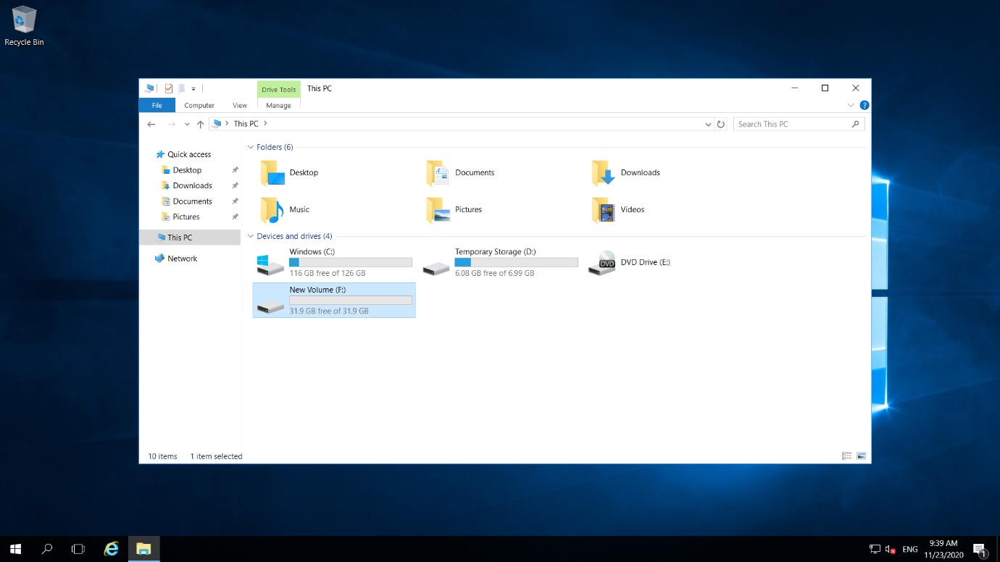 Recycle Bin
Drive Tools
This PC
File
Computer
View
Manage
This PC
Search This PC
Quick access
Desktop
Downloads
Documents
Pictures
This PC
Network
Folders (6)
Desktop
Documents
Downloads
Music
Pictures
Videos
Devices and drives (4)
Windows (C:)
116 GB free of 126 GB
Temporary Storage (D:)
6.08 GB free of 6.99 GB
DVD
DVD Drive (E:)
New Volume (F:)
31.9 GB free of 31.9 GB
10 items
1 item selected
ENG
9:39 AM
11/23/2020
1